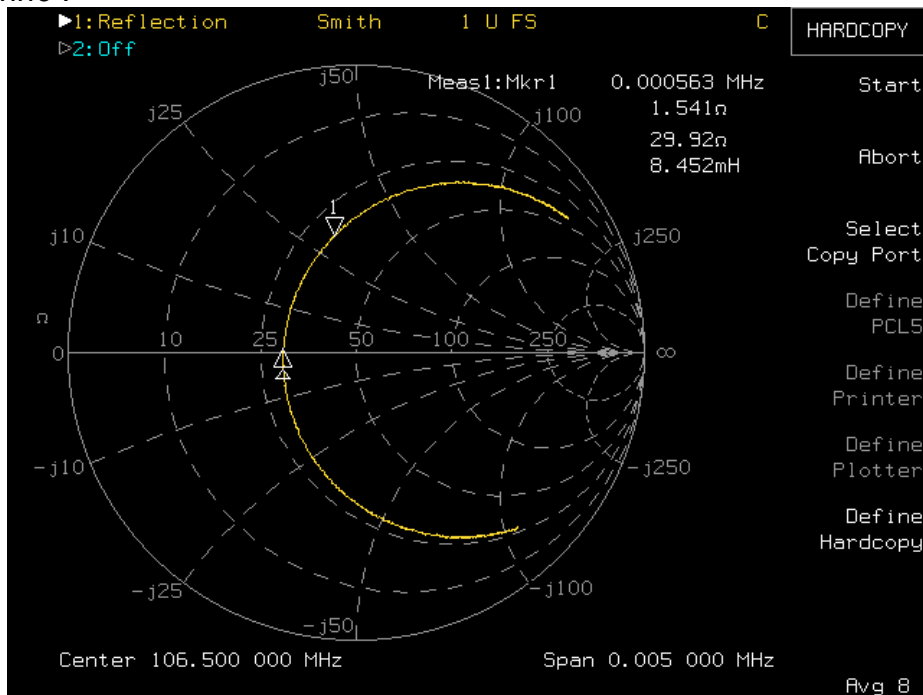 ▶1:Reflection Smith 1 U FS C
▷2:Off
HARDCOPY
Meas1:Mkr1 0.000563 MHz
1.541Ω
29.92Ω
8.452mH
Start
Abort
Select
Copy Port
Define
PCL5
Define
Printer
Define
Plotter
Define
Hardcopy
j50
j25
j100
1
j10
j250
Ω
10
25
50
100
250
0
∞
-j10
-j250
-j25
-j100
-j50
Center 106.500 000 MHz Span 0.005 000 MHz
Avg 8